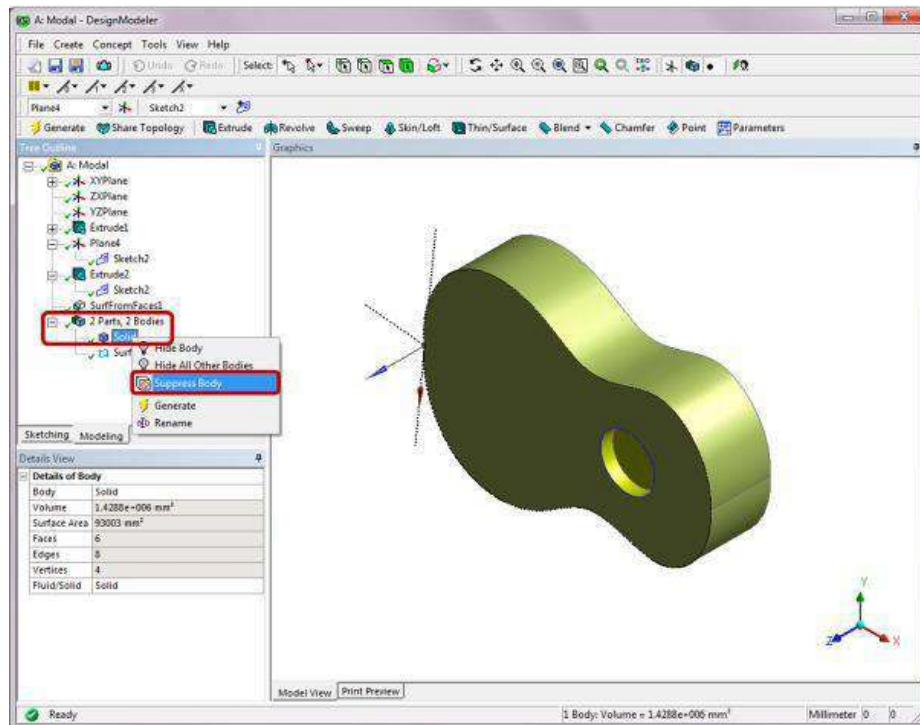 A: Modal - DesignModeler
File Create Concept Tools View Help
Undo Redo Select:
Plane4 Sketch2
Generate Share Topology Extrude Revolve Sweep Skin/Loft Thin/Surface Blend Chamfer Point Parameters
Tree Outline
Graphics
A: Modal
XYPlane
ZXPlane
YZPlane
Extrude1
Plane4
Sketch2
Extrude2
Sketch2
SurfFromFaces1
2 Parts, 2 Bodies
Solid
Surf
Hide Body
Hide All Other Bodies
Suppress Body
Generate
Rename
Sketching Modeling
Details View
Details of Body
Body Solid
Volume 1.4288e+006 mm³
Surface Area 93003 mm²
Faces 6
Edges 8
Vertices 4
Fluid/Solid Solid
Y
Z X
Model View Print Preview
Ready 1 Body: Volume = 1.4288e+006 mm³ Millimeter 0 0